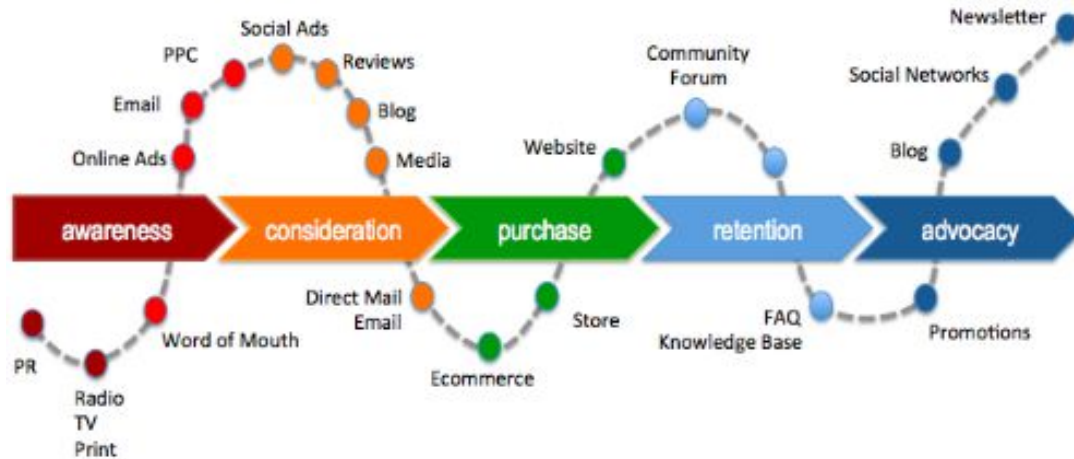 Newsletter
Social Ads
PPC
Reviews
Community
Forum
Social Networks
Email
Blog
Online Ads
Media
Website
Blog
awareness
consideration
purchase
retention
advocacy
Direct Mail
Email
Store
FAQ
Knowledge Base
Promotions
Word of Mouth
PR
Ecommerce
Radio
TV
Print